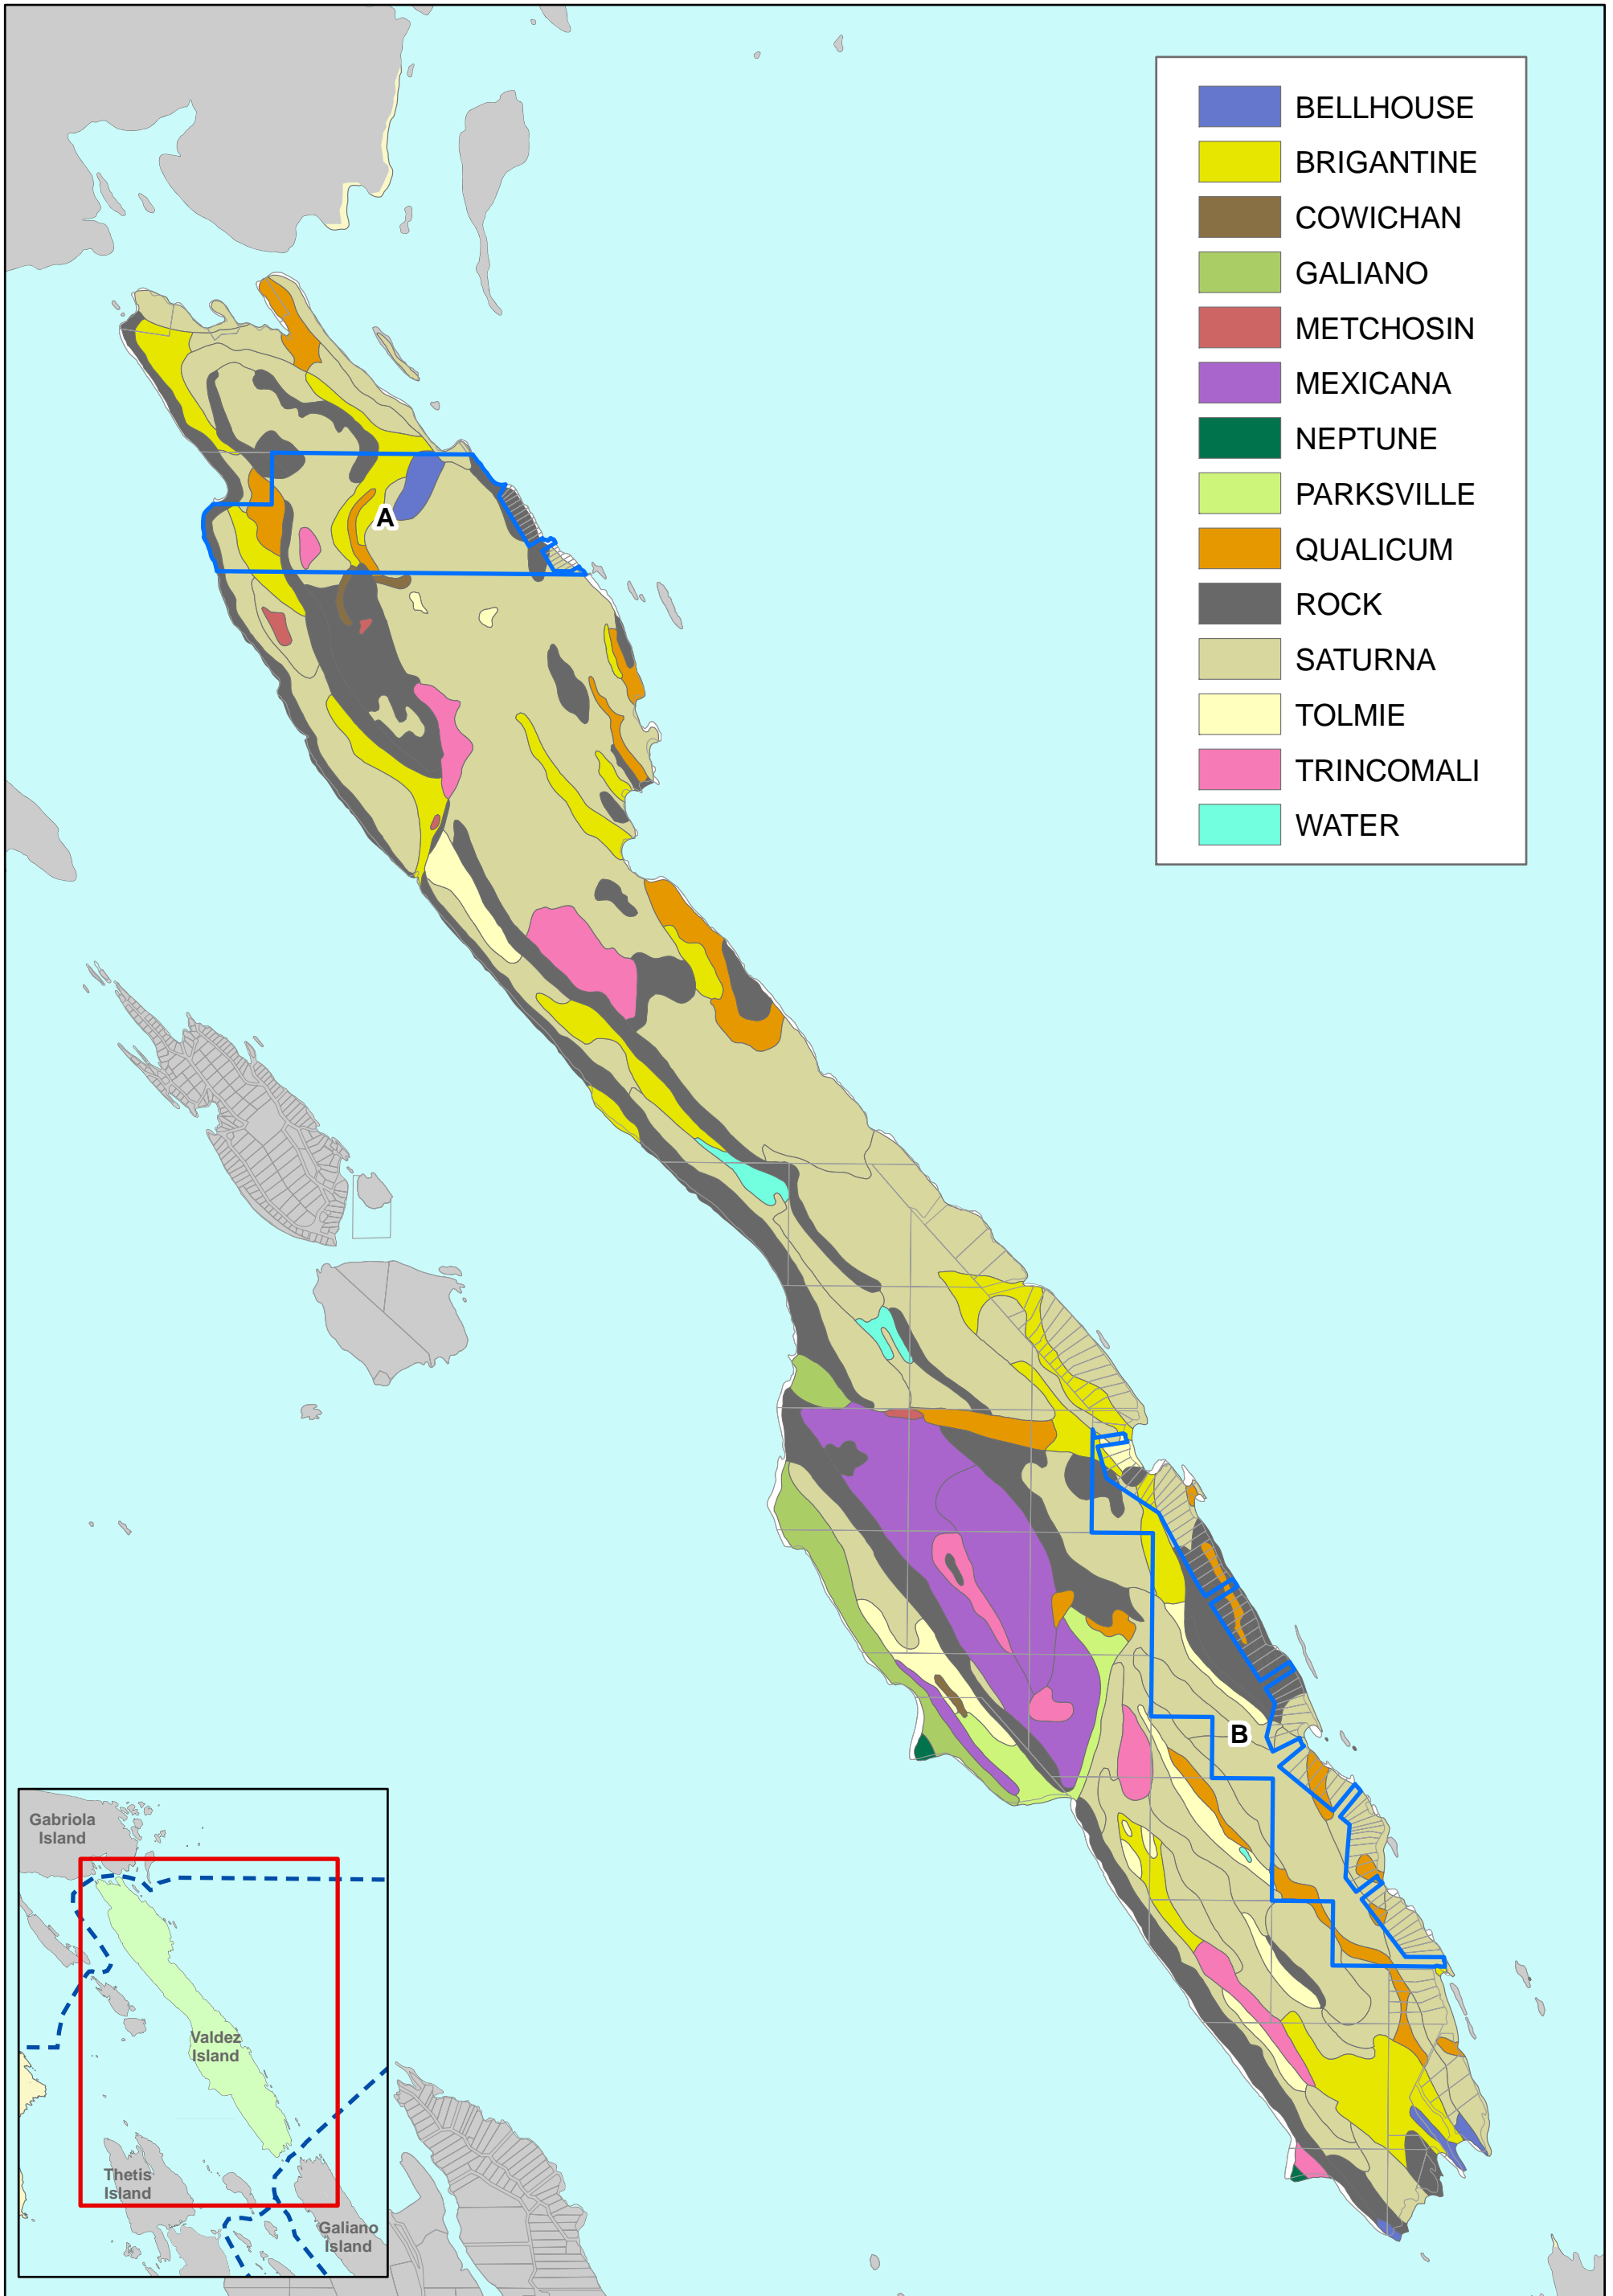 BELLHOUSE
BRIGANTINE
COWICHAN
GALIANO
METCHOSIN
MEXICANA
NEPTUNE
PARKSVILLE
QUALICUM
ROCK
SATURNA
TOLMIE
TRINCOMALI
WATER
A
B
Gabriola
Island
Valdez
Island
Thetis
Island
Galiano
Island